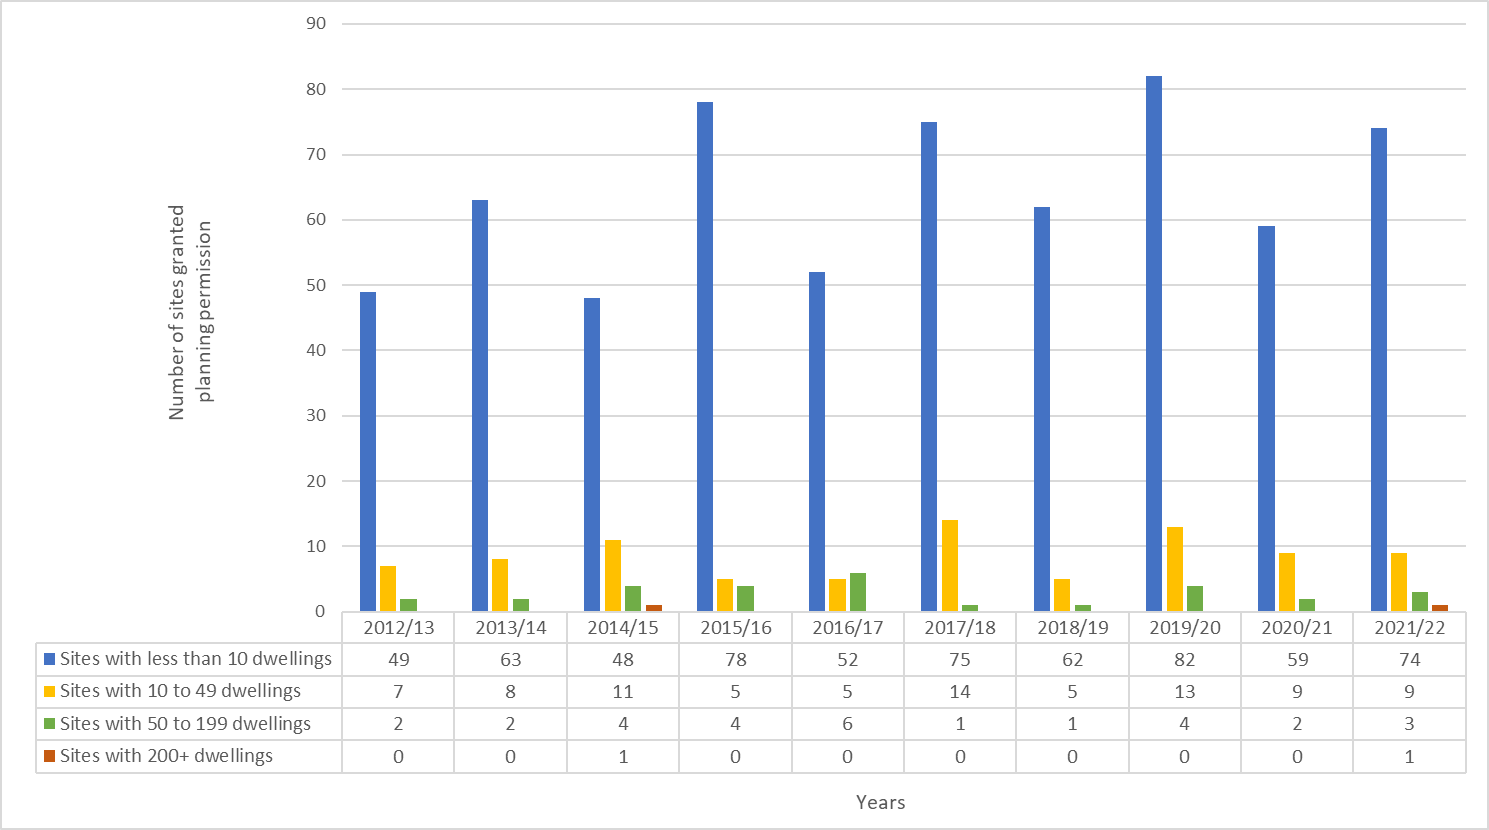 90
80
70
60
50
40
30
20
10
0
Number of sites granted
planning permission
2012/13 2013/14 2014/15 2015/16 2016/17 2017/18 2018/19 2019/20 2020/21 2021/22
Sites with less than 10 dwellings 49 63 48 78 52 75 62 82 59 74
Sites with 10 to 49 dwellings 7 8 11 5 5 14 5 13 9 9
Sites with 50 to 199 dwellings 2 2 4 4 6 1 1 4 2 3
Sites with 200+ dwellings 0 0 1 0 0 0 0 0 0 1
Years